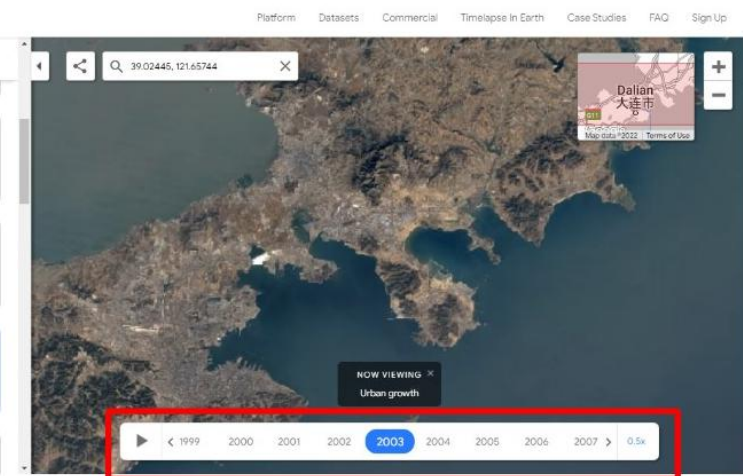 Platform Datasets Commercial Timelapse In Earth Case Studies FAQ Sign Up
39.02445, 121.65744
Dalian
大连市
G11
Map data ©2022 Terms of Use
NOW VIEWING
Urban growth
1999 2000 2001 2002 2003 2004 2005 2006 2007 0.5x